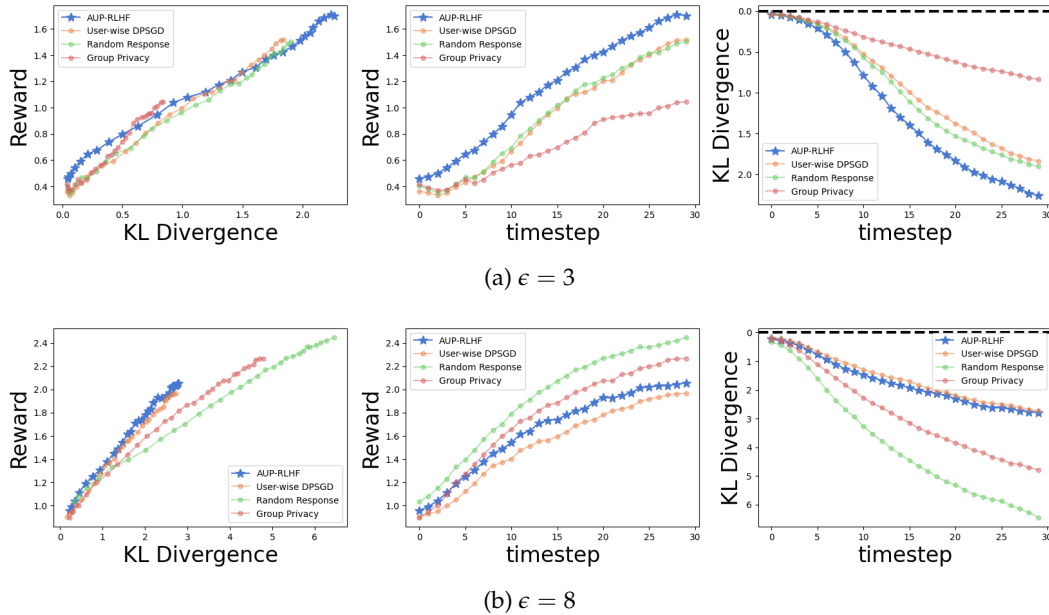 Reward
1.6
1.4
1.2
1.0
0.8
0.6
0.4
AUP-RLHF
User-wise DPSGD
Random Response
Group Privacy
0.0 0.5 1.0 1.5 2.0
KL Divergence
Reward
1.6
1.4
1.2
1.0
0.8
0.6
0.4
AUP-RLHF
User-wise DPSGD
Random Response
Group Privacy
0 5 10 15 20 25 30
timestep
KL Divergence
0.0
0.5
1.0
1.5
2.0
AUP-RLHF
User-wise DPSGD
Random Response
Group Privacy
0 5 10 15 20 25 30
timestep
(a) ϵ = 3
Reward
2.4
2.2
2.0
1.8
1.6
1.4
1.2
1.0
AUP-RLHF
User-wise DPSGD
Random Response
Group Privacy
0 1 2 3 4 5 6
KL Divergence
Reward
2.4
2.2
2.0
1.8
1.6
1.4
1.2
1.0
AUP-RLHF
User-wise DPSGD
Random Response
Group Privacy
0 5 10 15 20 25 30
timestep
KL Divergence
0
1
2
3
4
5
6
AUP-RLHF
User-wise DPSGD
Random Response
Group Privacy
0 5 10 15 20 25 30
timestep
(b) ϵ = 8